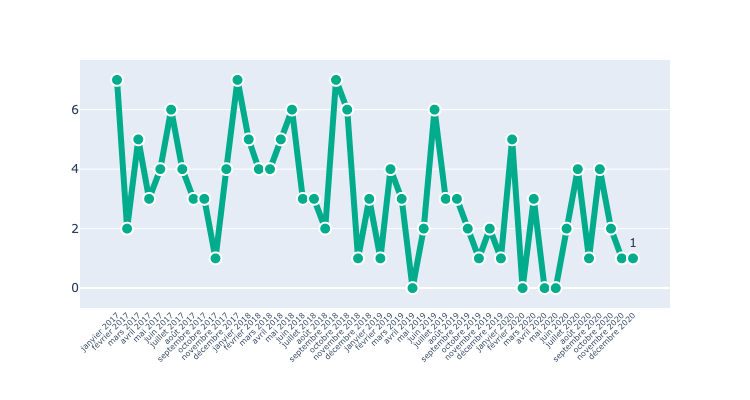 6
4
2
0
1
janvier 2017
février 2017
mars 2017
avril 2017
mai 2017
juin 2017
juillet 2017
août 2017
septembre 2017
octobre 2017
novembre 2017
décembre 2017
janvier 2018
février 2018
mars 2018
avril 2018
mai 2018
juin 2018
juillet 2018
août 2018
septembre 2018
octobre 2018
novembre 2018
décembre 2018
janvier 2019
février 2019
mars 2019
avril 2019
mai 2019
juin 2019
juillet 2019
août 2019
septembre 2019
octobre 2019
novembre 2019
décembre 2019
janvier 2020
février 2020
mars 2020
avril 2020
mai 2020
juin 2020
juillet 2020
août 2020
septembre 2020
octobre 2020
novembre 2020
décembre 2020